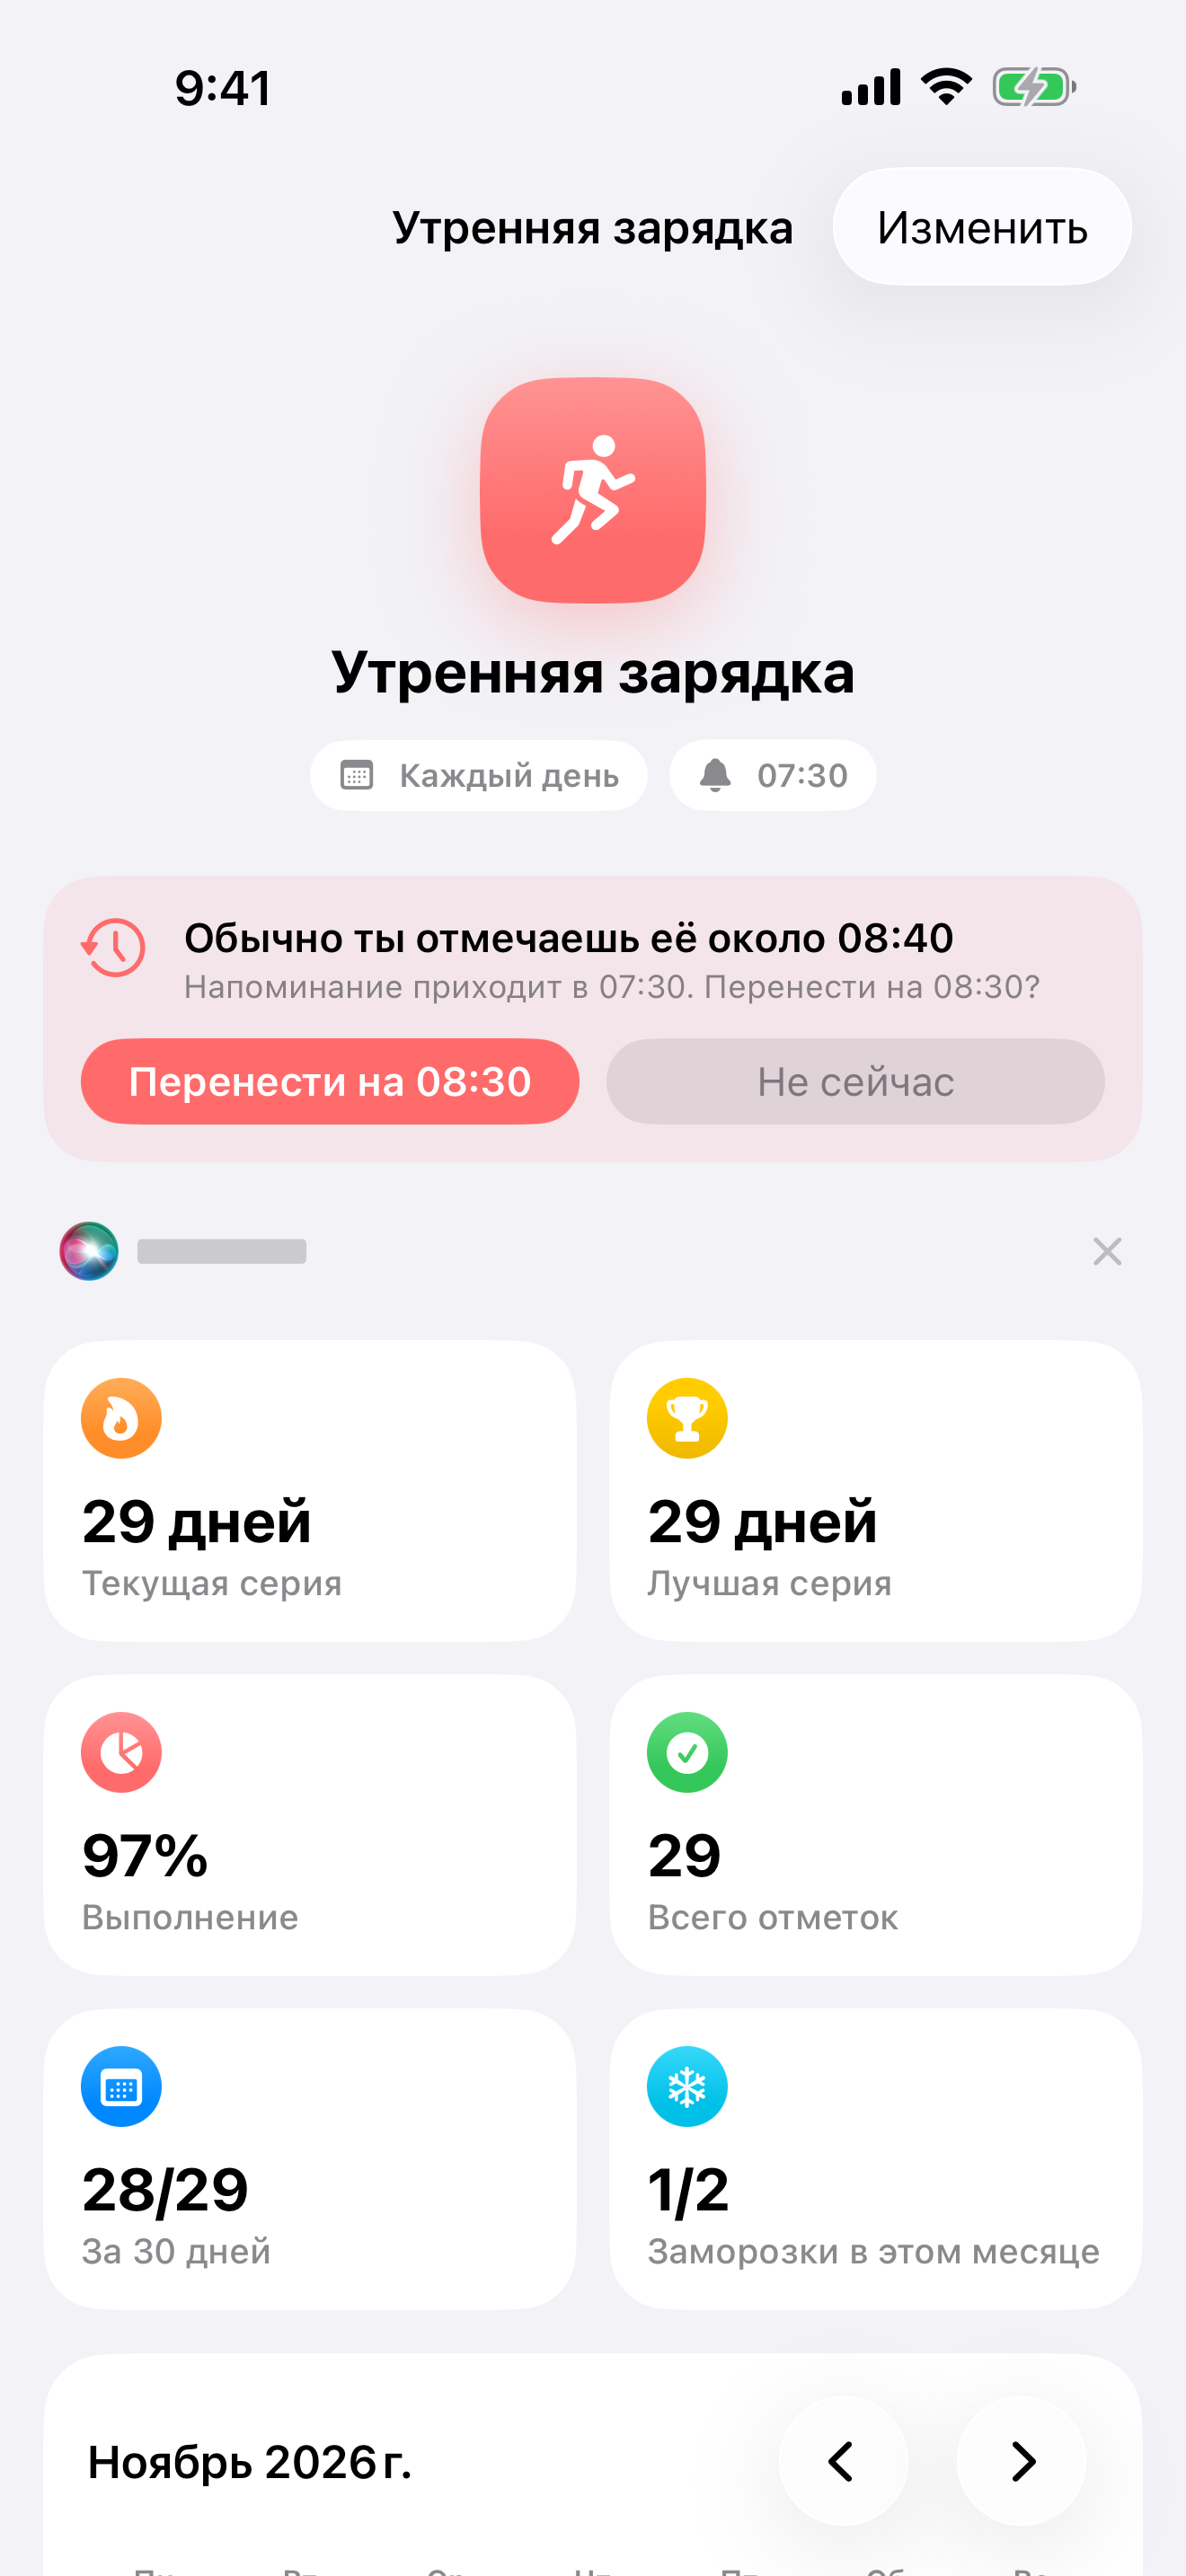 9:41
Утренняя зарядка
Изменить
Утренняя зарядка
Каждый день
07:30
Обычно ты отмечаешь её около 08:40
Напоминание приходит в 07:30. Перенести на 08:30?
Перенести на 08:30
Не сейчас
29 дней
Текущая серия
29 дней
Лучшая серия
97%
Выполнение
29
Всего отметок
28/29
За 30 дней
1/2
Заморозки в этом месяце
Ноябрь 2026 г.